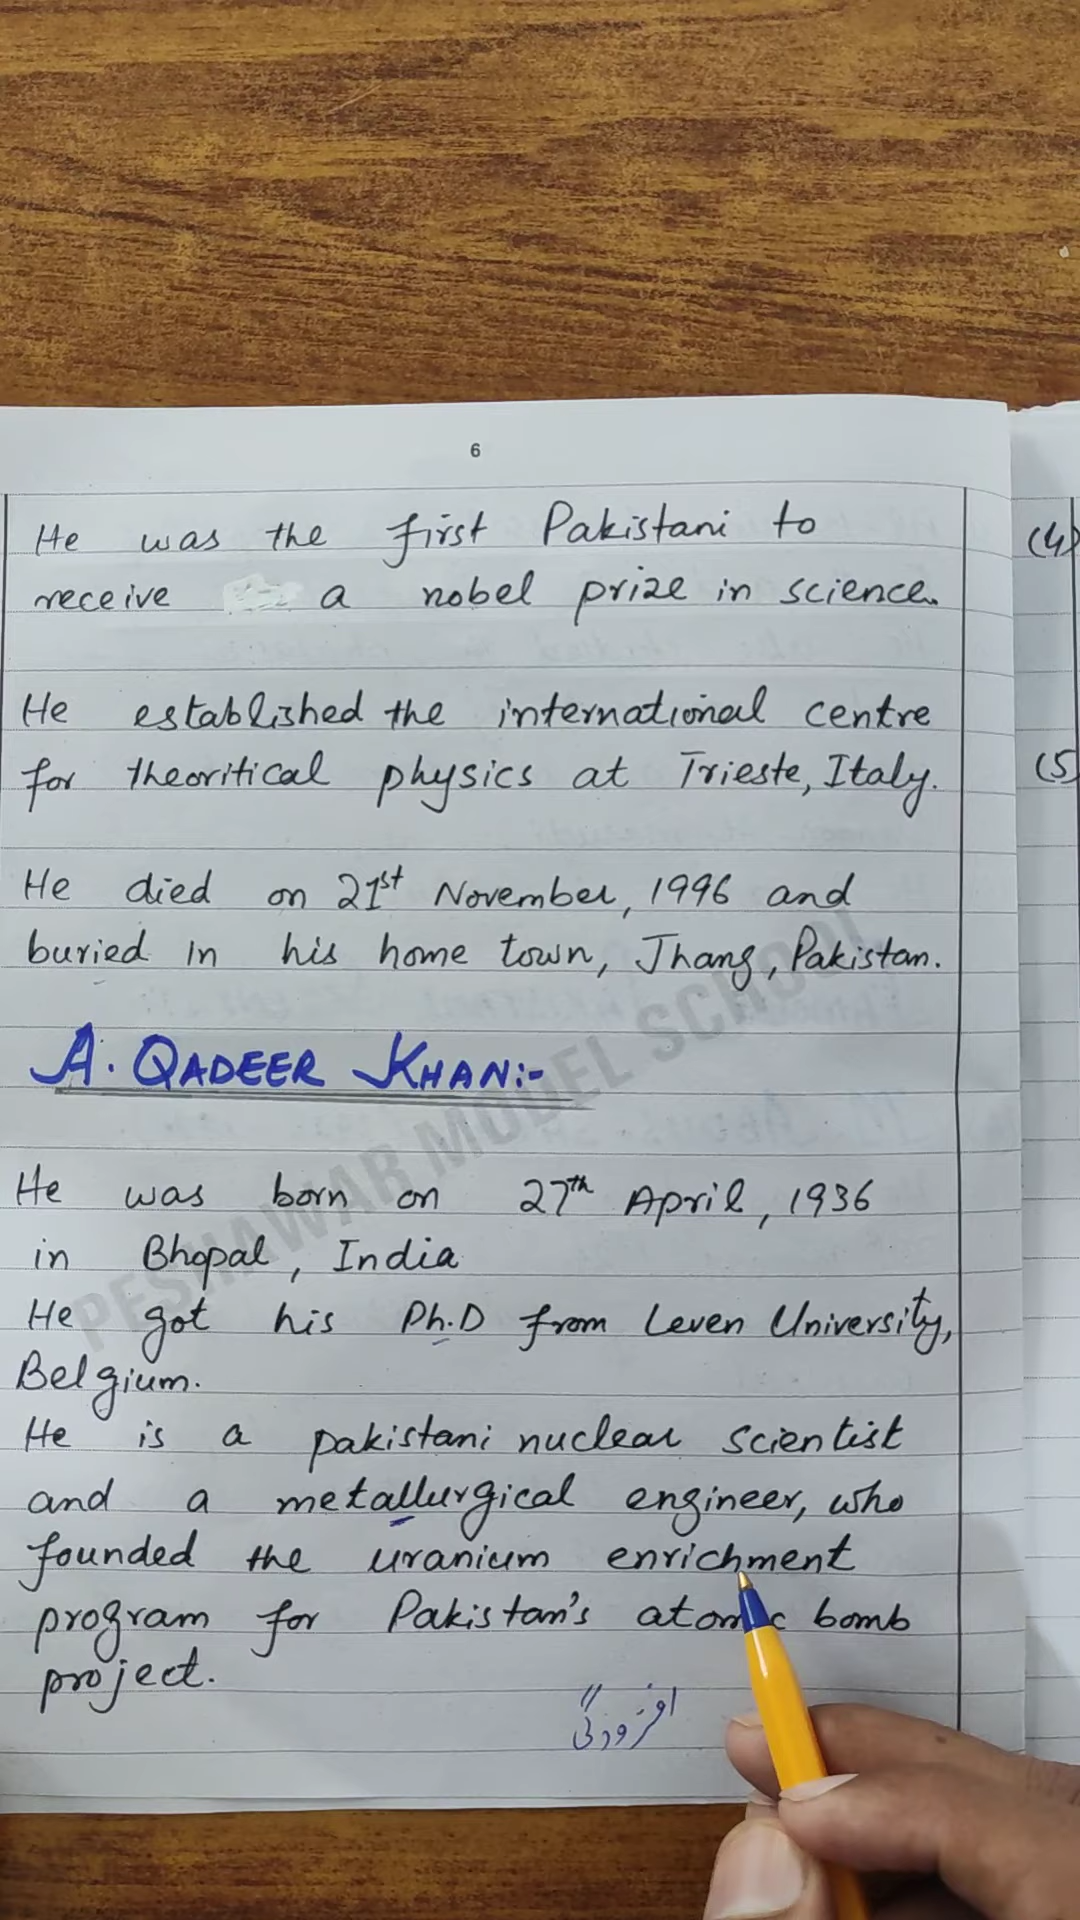 6
He was the first Pakistani to
receive a nobel prize in science.
He established the international centre
for theoritical physics at Trieste, Italy.
He died on 21st November, 1996 and
buried in his home town, Jhang, Pakistan.
A. QADEER KHAN:-
He was born on 27th April, 1936
in Bhopal, India
He got his Ph.D from Leven University,
Belgium.
He is a pakistani nuclear scientist
and a metallurgical engineer, who
founded the uranium enrichment
program for Pakistan's atomic bomb
project.
افزودگی
(4)
(5)
PESHAWAR MODEL SCHOOL